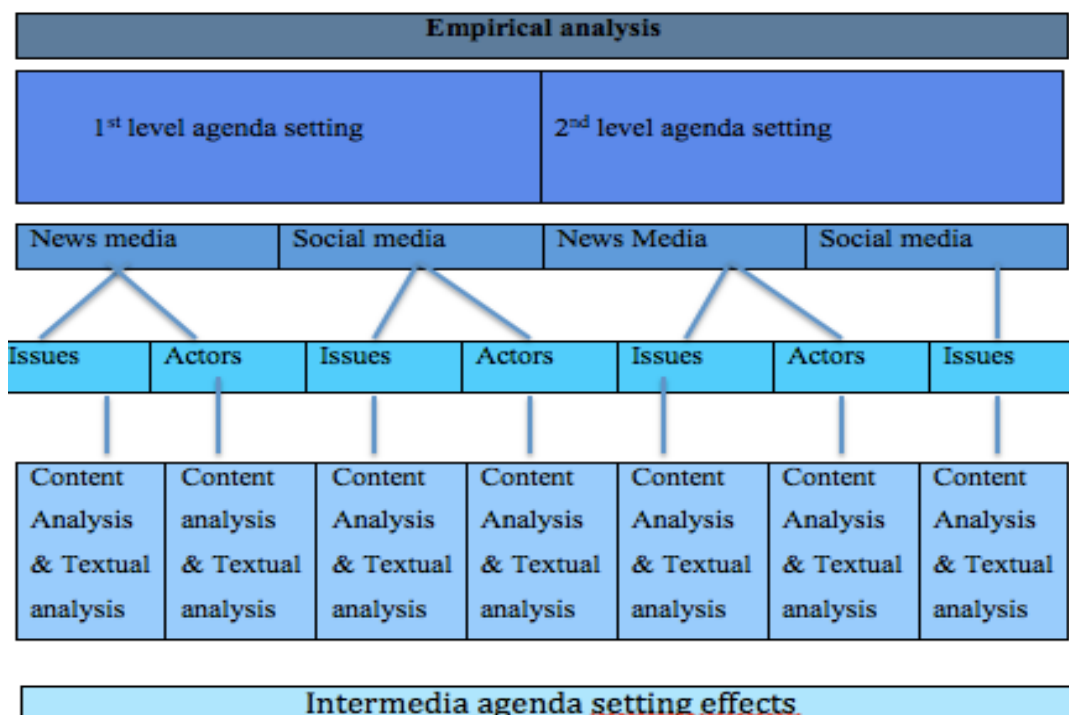 Empirical analysis
1st level agenda setting
2nd level agenda setting
News media
Social media
News Media
Social media
Issues
Actors
Issues
Actors
Issues
Actors
Issues
Content
Analysis
& Textual
analysis
Content
analysis
& Textual
analysis
Content
Analysis
& Textual
analysis
Content
Analysis
& Textual
analysis
Content
Analysis
& Textual
analysis
Content
Analysis
& Textual
analysis
Content
Analysis
& Textual
analysis
Intermedia agenda setting effects